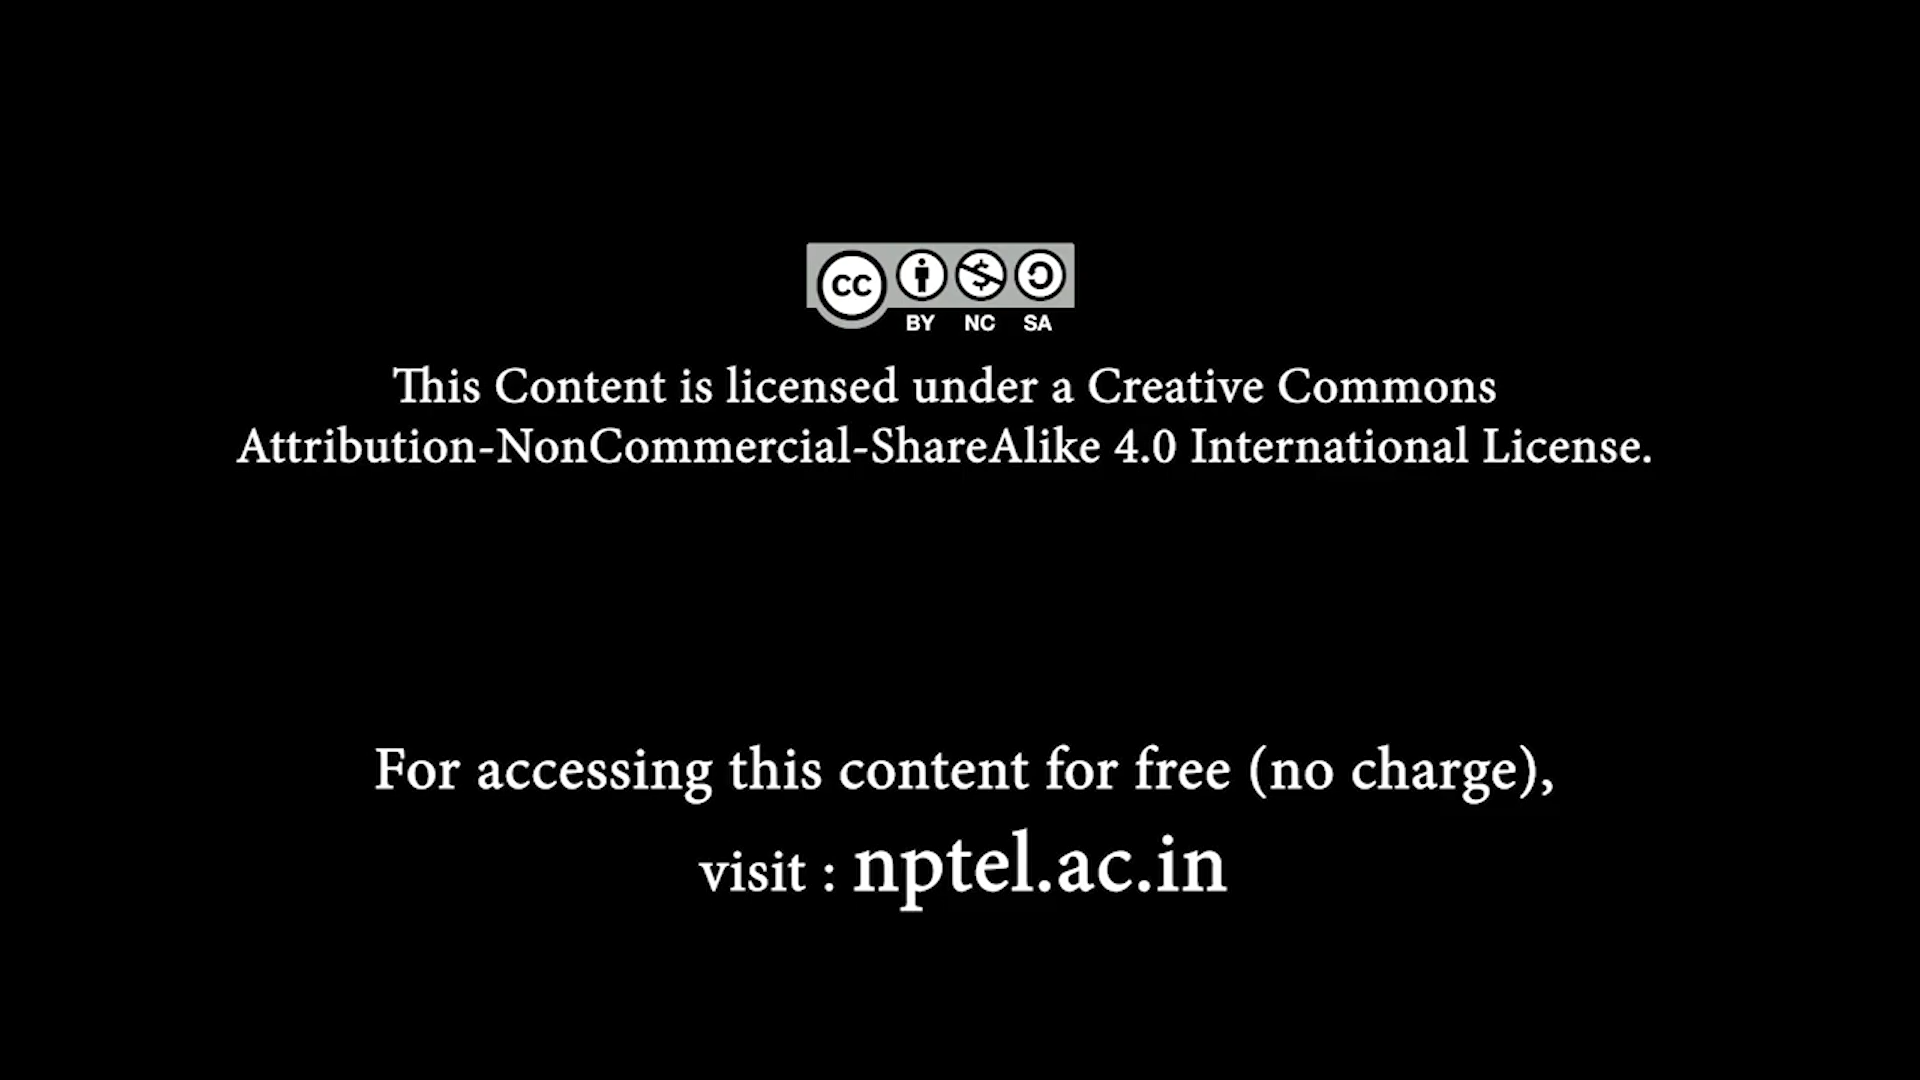 cc
BY NC SA
This Content is licensed under a Creative Commons
Attribution-NonCommercial-ShareAlike 4.0 International License.
For accessing this content for free (no charge),
visit : nptel.ac.in